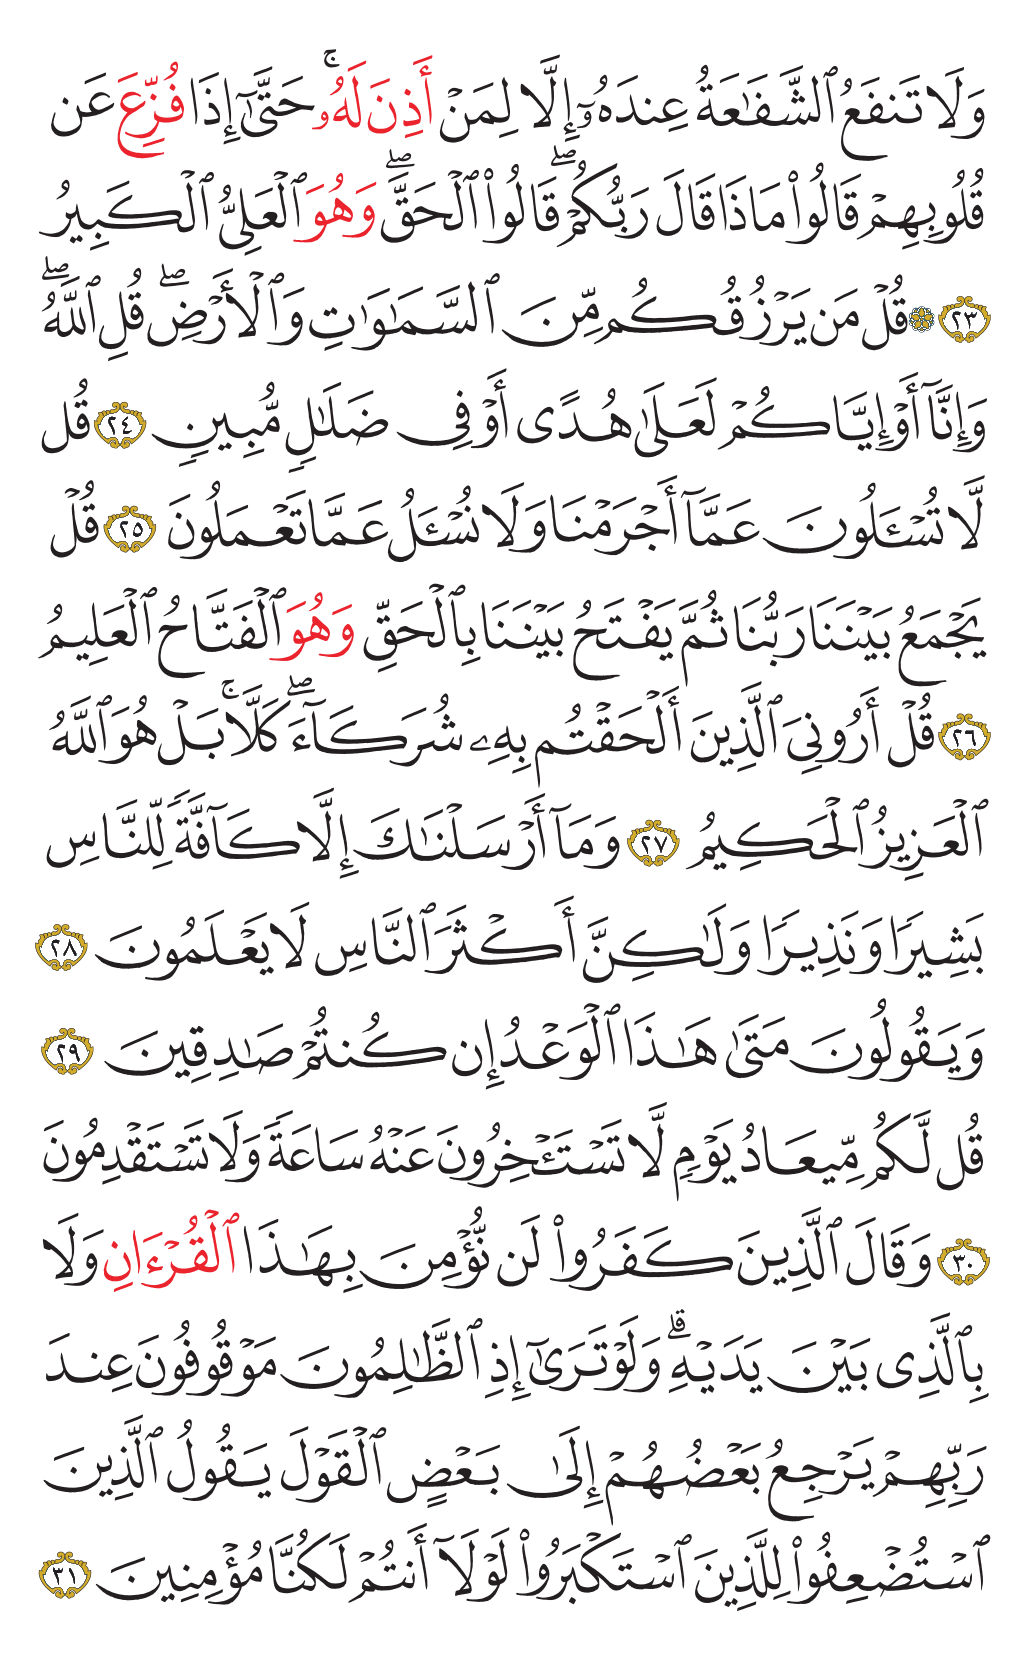 وَلَا تَنفَعُ ٱلشَّفَٰعَةُ عِندَهُۥٓ إِلَّا لِمَنْ أَذِنَ لَهُۥۚ حَتَّىٰٓ إِذَا فُزِّعَ عَن
قُلُوبِهِمْ قَالُوا۟ مَاذَا قَالَ رَبُّكُمْۖ قَالُوا۟ ٱلْحَقَّۖ وَهُوَ ٱلْعَلِىُّ ٱلْكَبِيرُ
٢٣ ۞ قُلْ مَن يَرْزُقُكُم مِّنَ ٱلسَّمَٰوَٰتِ وَٱلْأَرْضِۖ قُلِ ٱللَّهُۖ
وَإِنَّآ أَوْ إِيَّاكُمْ لَعَلَىٰ هُدًى أَوْ فِى ضَلَٰلٍ مُّبِينٍ ٢٤ قُل
لَّا تُسْـَٔلُونَ عَمَّآ أَجْرَمْنَا وَلَا نُسْـَٔلُ عَمَّا تَعْمَلُونَ ٢٥ قُلْ
يَجْمَعُ بَيْنَنَا رَبُّنَا ثُمَّ يَفْتَحُ بَيْنَنَا بِٱلْحَقِّ وَهُوَ ٱلْفَتَّاحُ ٱلْعَلِيمُ
٢٦ قُلْ أَرُونِىَ ٱلَّذِينَ أَلْحَقْتُم بِهِۦ شُرَكَآءَۖ كَلَّاۚ بَلْ هُوَ ٱللَّهُ
ٱلْعَزِيزُ ٱلْحَكِيمُ ٢٧ وَمَآ أَرْسَلْنَٰكَ إِلَّا كَآفَّةً لِّلنَّاسِ
بَشِيرًا وَنَذِيرًا وَلَٰكِنَّ أَكْثَرَ ٱلنَّاسِ لَا يَعْلَمُونَ ٢٨
وَيَقُولُونَ مَتَىٰ هَٰذَا ٱلْوَعْدُ إِن كُنتُمْ صَٰدِقِينَ ٢٩
قُل لَّكُم مِّيعَادُ يَوْمٍ لَّا تَسْتَـْٔخِرُونَ عَنْهُ سَاعَةً وَلَا تَسْتَقْدِمُونَ
٣٠ وَقَالَ ٱلَّذِينَ كَفَرُوا۟ لَن نُّؤْمِنَ بِهَٰذَا ٱلْقُرْءَانِ وَلَا
بِٱلَّذِى بَيْنَ يَدَيْهِۗ وَلَوْ تَرَىٰٓ إِذِ ٱلظَّٰلِمُونَ مَوْقُوفُونَ عِندَ
رَبِّهِمْ يَرْجِعُ بَعْضُهُمْ إِلَىٰ بَعْضٍ ٱلْقَوْلَ يَقُولُ ٱلَّذِينَ
ٱسْتُضْعِفُوا۟ لِلَّذِينَ ٱسْتَكْبَرُوا۟ لَوْلَآ أَنتُمْ لَكُنَّا مُؤْمِنِينَ ٣١